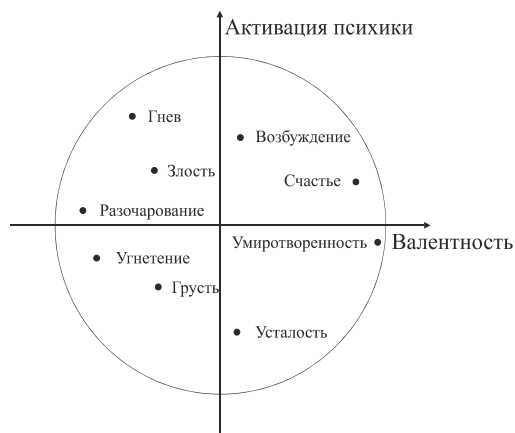 Активация психики
Гнев
Возбуждение
Злость
Счастье
Разочарование
Умиротворенность
Валентность
Угнетение
Грусть
Усталость